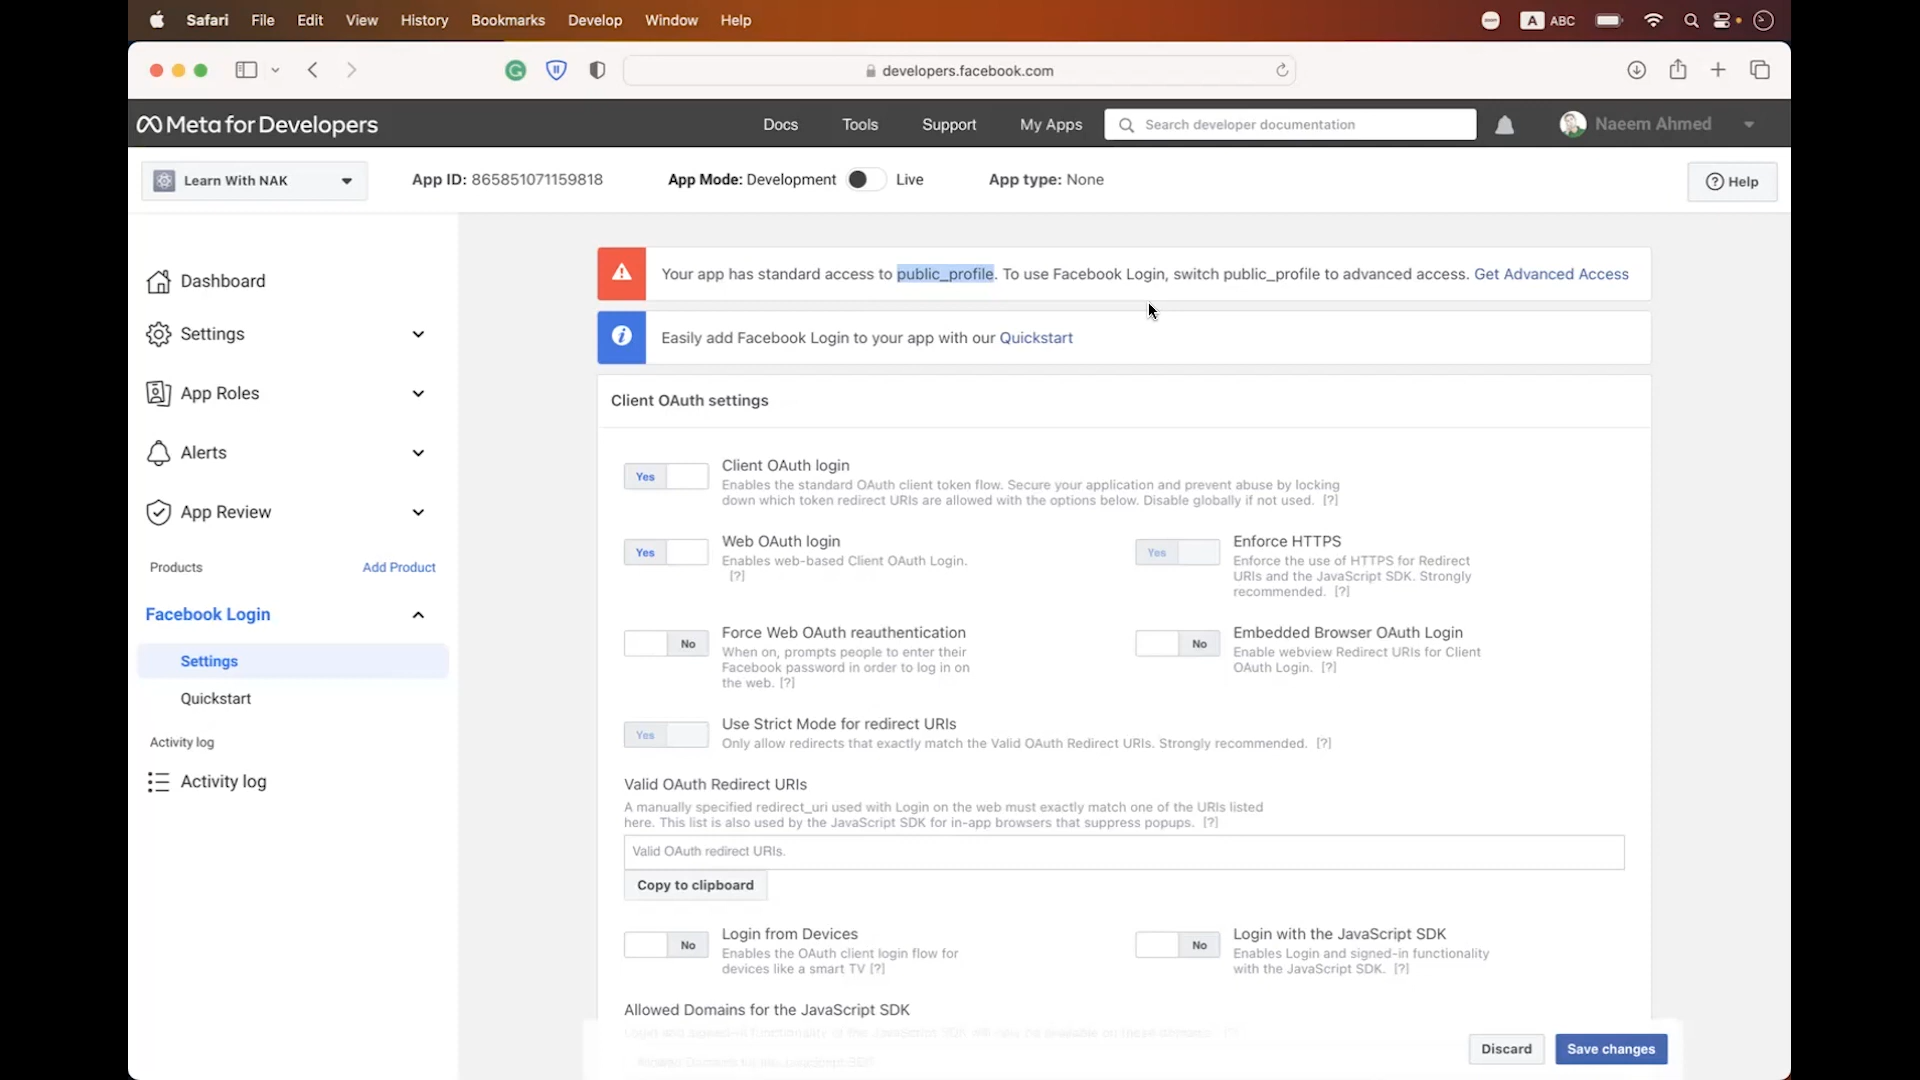 Safari File Edit View History Bookmarks Develop Window Help A ABC
developers.facebook.com
Meta for Developers Docs Tools Support My Apps Search developer documentation Naeem Ahmed
Learn With NAK App ID: 865851071159818 App Mode: Development Live App type: None Help
Your app has standard access to public_profile. To use Facebook Login, switch public_profile to advanced access. Get Advanced Access
Easily add Facebook Login to your app with our Quickstart
Dashboard
Settings
App Roles
Alerts
App Review
Products Add Product
Facebook Login
Settings
Quickstart
Activity log
Activity log
Client OAuth settings
Yes Client OAuth login
Enables the standard OAuth client token flow. Secure your application and prevent abuse by locking
down which token redirect URIs are allowed with the options below. Disable globally if not used. [?]
Yes Web OAuth login
Enables web-based Client OAuth Login.
[?]
Yes Enforce HTTPS
Enforce the use of HTTPS for Redirect
URIs and the JavaScript SDK. Strongly
recommended. [?]
No Force Web OAuth reauthentication
When on, prompts people to enter their
Facebook password in order to log in on
the web. [?]
No Embedded Browser OAuth Login
Enable webview Redirect URIs for Client
OAuth Login. [?]
Yes Use Strict Mode for redirect URIs
Only allow redirects that exactly match the Valid OAuth Redirect URIs. Strongly recommended. [?]
Valid OAuth Redirect URIs
A manually specified redirect_uri used with Login on the web must exactly match one of the URIs listed
here. This list is also used by the JavaScript SDK for in-app browsers that suppress popups. [?]
Valid OAuth redirect URIs.
Copy to clipboard
No Login from Devices
Enables the OAuth client login flow for
devices like a smart TV [?]
No Login with the JavaScript SDK
Enables Login and signed-in functionality
with the JavaScript SDK. [?]
Allowed Domains for the JavaScript SDK
Discard Save changes